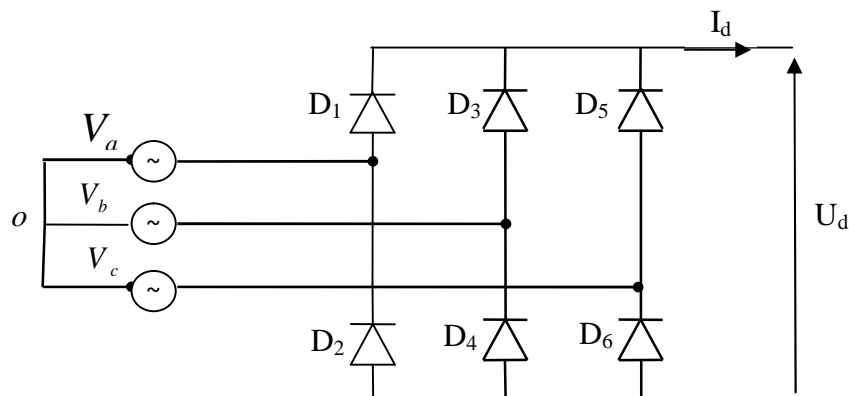 I_d
D_1 D_3 D_5
V_a
~
V_b
o ~ U_d
V_c
~
D_2 D_4 D_6